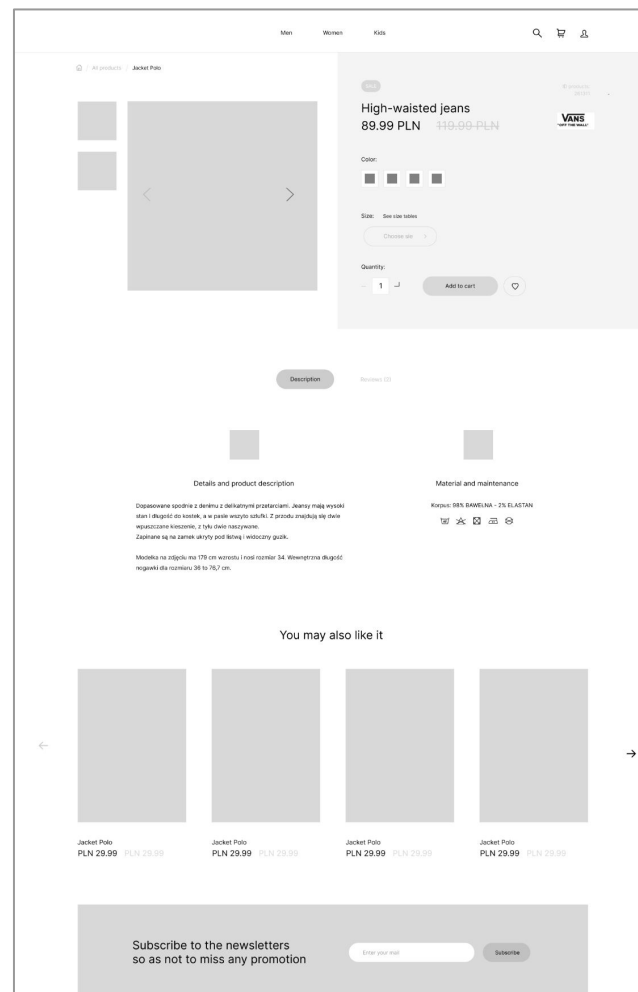 Men Women Kids
All products / Jacket Polo
SALE
High-waisted jeans
89.99 PLN 119.99 PLN
VANS
"OFF THE WALL"
Color:
Size: See size tables
Choose
Quantity:
1
Add to cart
Description
Reviews
Details and product description
Dopasowane spodnie z denimu z delikatnymi przetarciami. Jeansy mają wysoki
stan i długość do kostek, a w pasie wszyto szlufki. Z przodu znajdują się dwie
wpuszczane kieszenie, z tyłu dwie naszywane.
Zapinane są na zamek ukryty pod listwą i widoczny guzik.
Modelka na zdjęciu ma 179 cm wzrostu i nosi rozmiar 34. Wewnętrzna długość
nogawki dla rozmiaru 36 to 76,7 cm.
Material and maintenance
Korpus: 98% BAWEŁNA - 2% ELASTAN
You may also like it
Jacket Polo
PLN 29.99 PLN 29.99
Jacket Polo
PLN 29.99 PLN 29.99
Jacket Polo
PLN 29.99 PLN 29.99
Jacket Polo
PLN 29.99 PLN 29.99
Subscribe to the newsletters
so as not to miss any promotion
Enter your mail
Subscribe